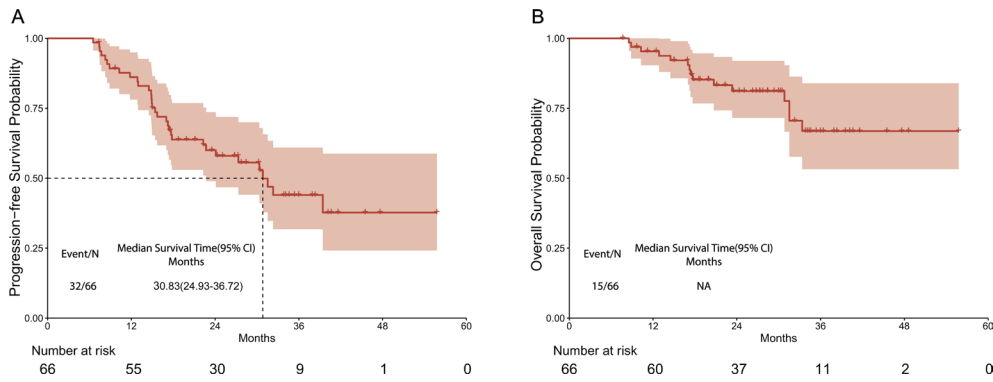 A
Progression-free Survival Probability
1.00
0.75
0.50
0.25
0.00
Event/N
Median Survival Time(95% CI)
Months
32/66
30.83(24.93-36.72)
0
12
24
36
48
60
Months
Number at risk
66
55
30
9
1
0
B
Overall Survival Probability
1.00
0.75
0.50
0.25
0.00
Event/N
Median Survival Time(95% CI)
Months
15/66
NA
0
12
24
36
48
60
Months
Number at risk
66
60
37
11
2
0